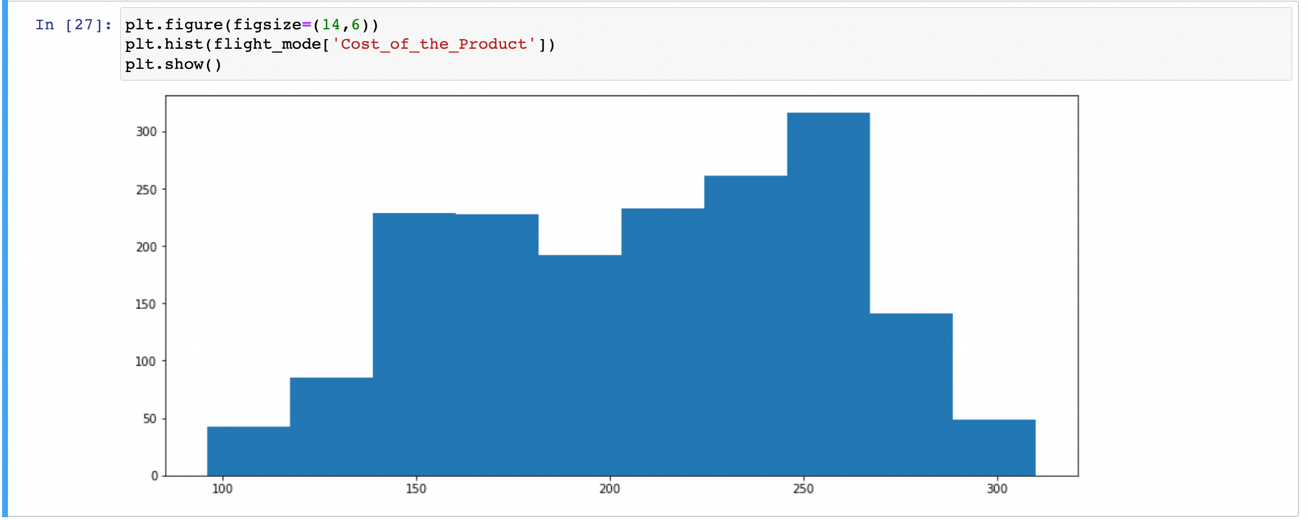 In [27]: plt.figure(figsize=(14,6))
plt.hist(flight_mode['Cost_of_the_Product'])
plt.show()
300
250
200
150
100
50
0
100 150 200 250 300